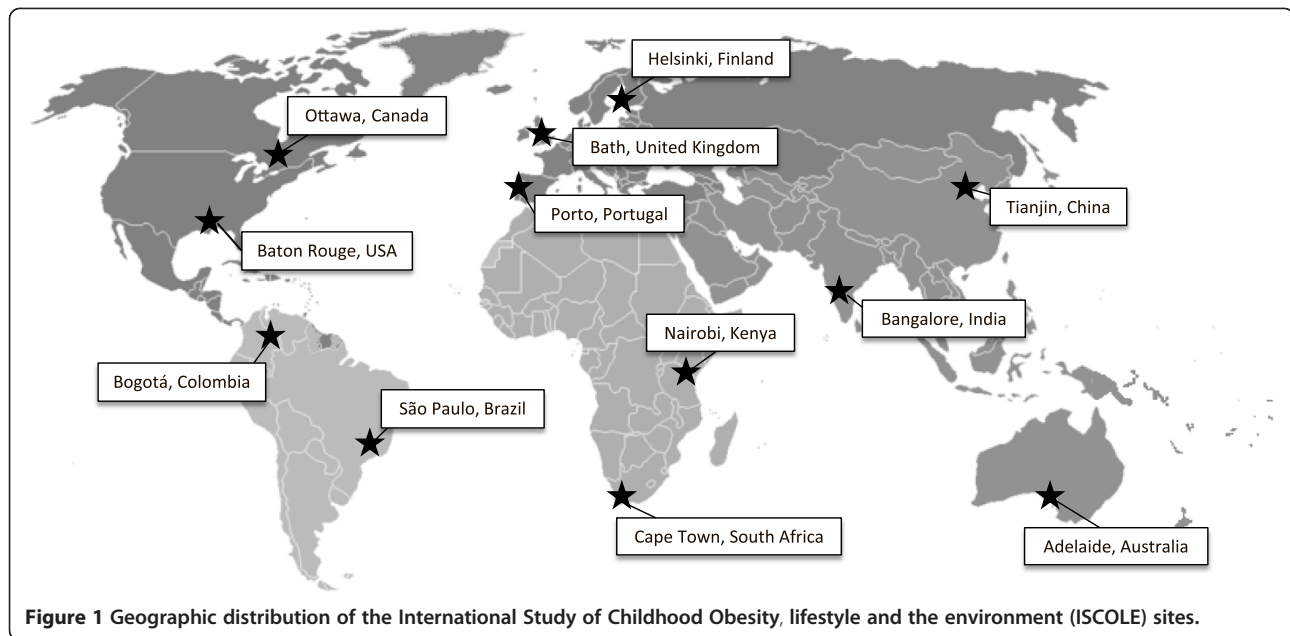 Helsinki, Finland
Ottawa, Canada
Bath, United Kingdom
Porto, Portugal
Tianjin, China
Baton Rouge, USA
Bangalore, India
Nairobi, Kenya
Bogotá, Colombia
São Paulo, Brazil
Cape Town, South Africa
Adelaide, Australia
Figure 1 Geographic distribution of the International Study of Childhood Obesity, lifestyle and the environment (ISCOLE) sites.